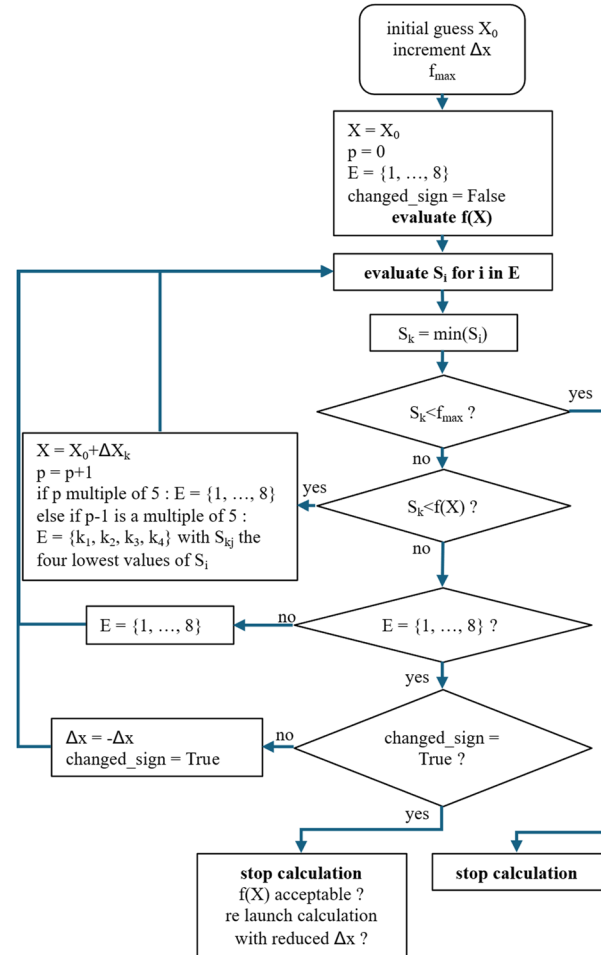 initial guess X₀
increment Δx
fₘₐₓ
X = X₀
p = 0
E = {1, …, 8}
changed_sign = False
evaluate f(X)
evaluate Sᵢ for i in E
Sₖ = min(Sᵢ)
Sₖ<fₘₐₓ ?
yes
no
X = X₀+ΔXₖ
p = p+1
if p multiple of 5 : E = {1, …, 8}
else if p-1 is a multiple of 5 :
E = {k₁, k₂, k₃, k₄} with Sₖⱼ the
four lowest values of Sᵢ
yes
Sₖ<f(X) ?
no
E = {1, …, 8}
no
E = {1, …, 8} ?
yes
Δx = -Δx
changed_sign = True
no
changed_sign =
True ?
yes
stop calculation
f(X) acceptable ?
re launch calculation
with reduced Δx ?
stop calculation